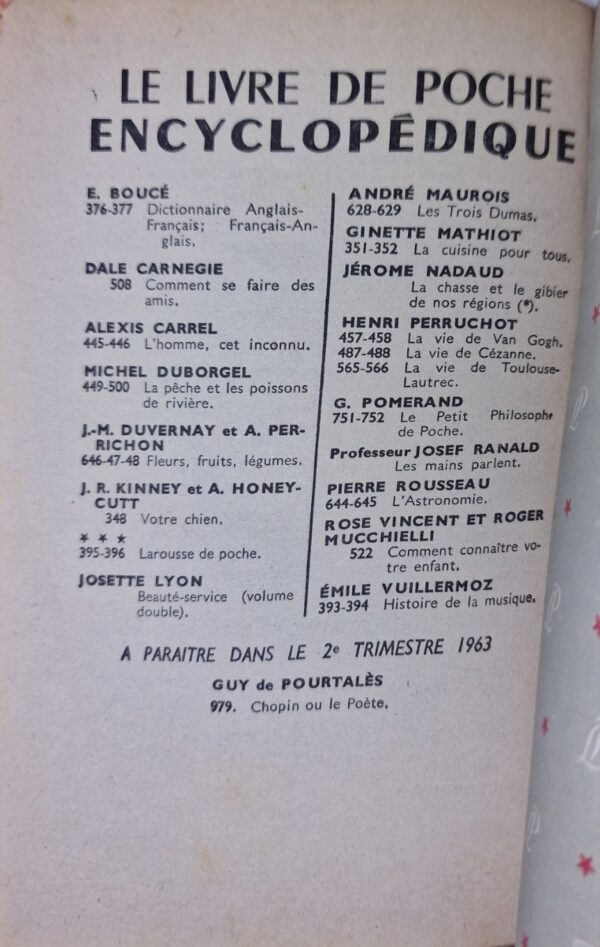 LE LIVRE DE POCHE
ENCYCLOPÉDIQUE
E. BOUCÉ
376-377 Dictionnaire Anglais-
Français; Français-An-
glais.
DALE CARNEGIE
508 Comment se faire des
amis.
ALEXIS CARREL
445-446 L'homme, cet inconnu.
MICHEL DUBORGEL
449-500 La pêche et les poissons
de rivière.
J.-M. DUVERNAY et A. PER-
RICHON
646-47-48 Fleurs, fruits, légumes.
J. R. KINNEY et A. HONEY-
CUTT
348 Votre chien.
★ ★ ★
395-396 Larousse de poche.
JOSETTE LYON
Beauté-service (volume
double).
ANDRÉ MAUROIS
628-629 Les Trois Dumas.
GINETTE MATHIOT
351-352 La cuisine pour tous.
JÉROME NADAUD
La chasse et le gibier
de nos régions (*).
HENRI PERRUCHOT
457-458 La vie de Van Gogh.
487-488 La vie de Cézanne.
565-566 La vie de Toulouse-
Lautrec.
G. POMERAND
751-752 Le Petit Philosophe
de Poche.
Professeur JOSEF RANALD
Les mains parlent.
PIERRE ROUSSEAU
644-645 L'Astronomie.
ROSE VINCENT ET ROGER
MUCCHIELLI
522 Comment connaître vo-
tre enfant.
ÉMILE VUILLERMOZ
393-394 Histoire de la musique.
A PARAITRE DANS LE 2e TRIMESTRE 1963
GUY de POURTALÈS
979. Chopin ou le Poète.